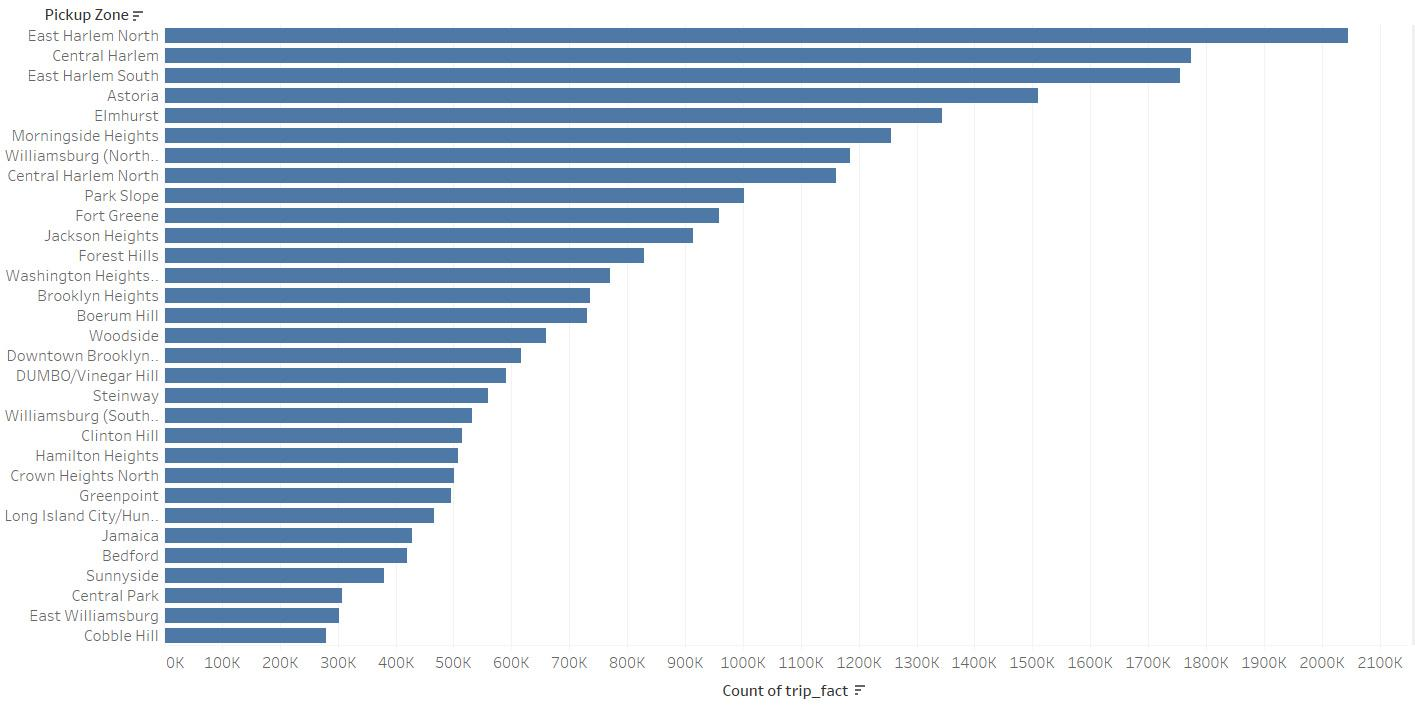 Pickup Zone
East Harlem North
Central Harlem
East Harlem South
Astoria
Elmhurst
Morningside Heights
Williamsburg (North..
Central Harlem North
Park Slope
Fort Greene
Jackson Heights
Forest Hills
Washington Heights..
Brooklyn Heights
Boerum Hill
Woodside
Downtown Brooklyn..
DUMBO/Vinegar Hill
Steinway
Williamsburg (South..
Clinton Hill
Hamilton Heights
Crown Heights North
Greenpoint
Long Island City/Hun..
Jamaica
Bedford
Sunnyside
Central Park
East Williamsburg
Cobble Hill
0K 100K 200K 300K 400K 500K 600K 700K 800K 900K 1000K 1100K 1200K 1300K 1400K 1500K 1600K 1700K 1800K 1900K 2000K 2100K
Count of trip_fact